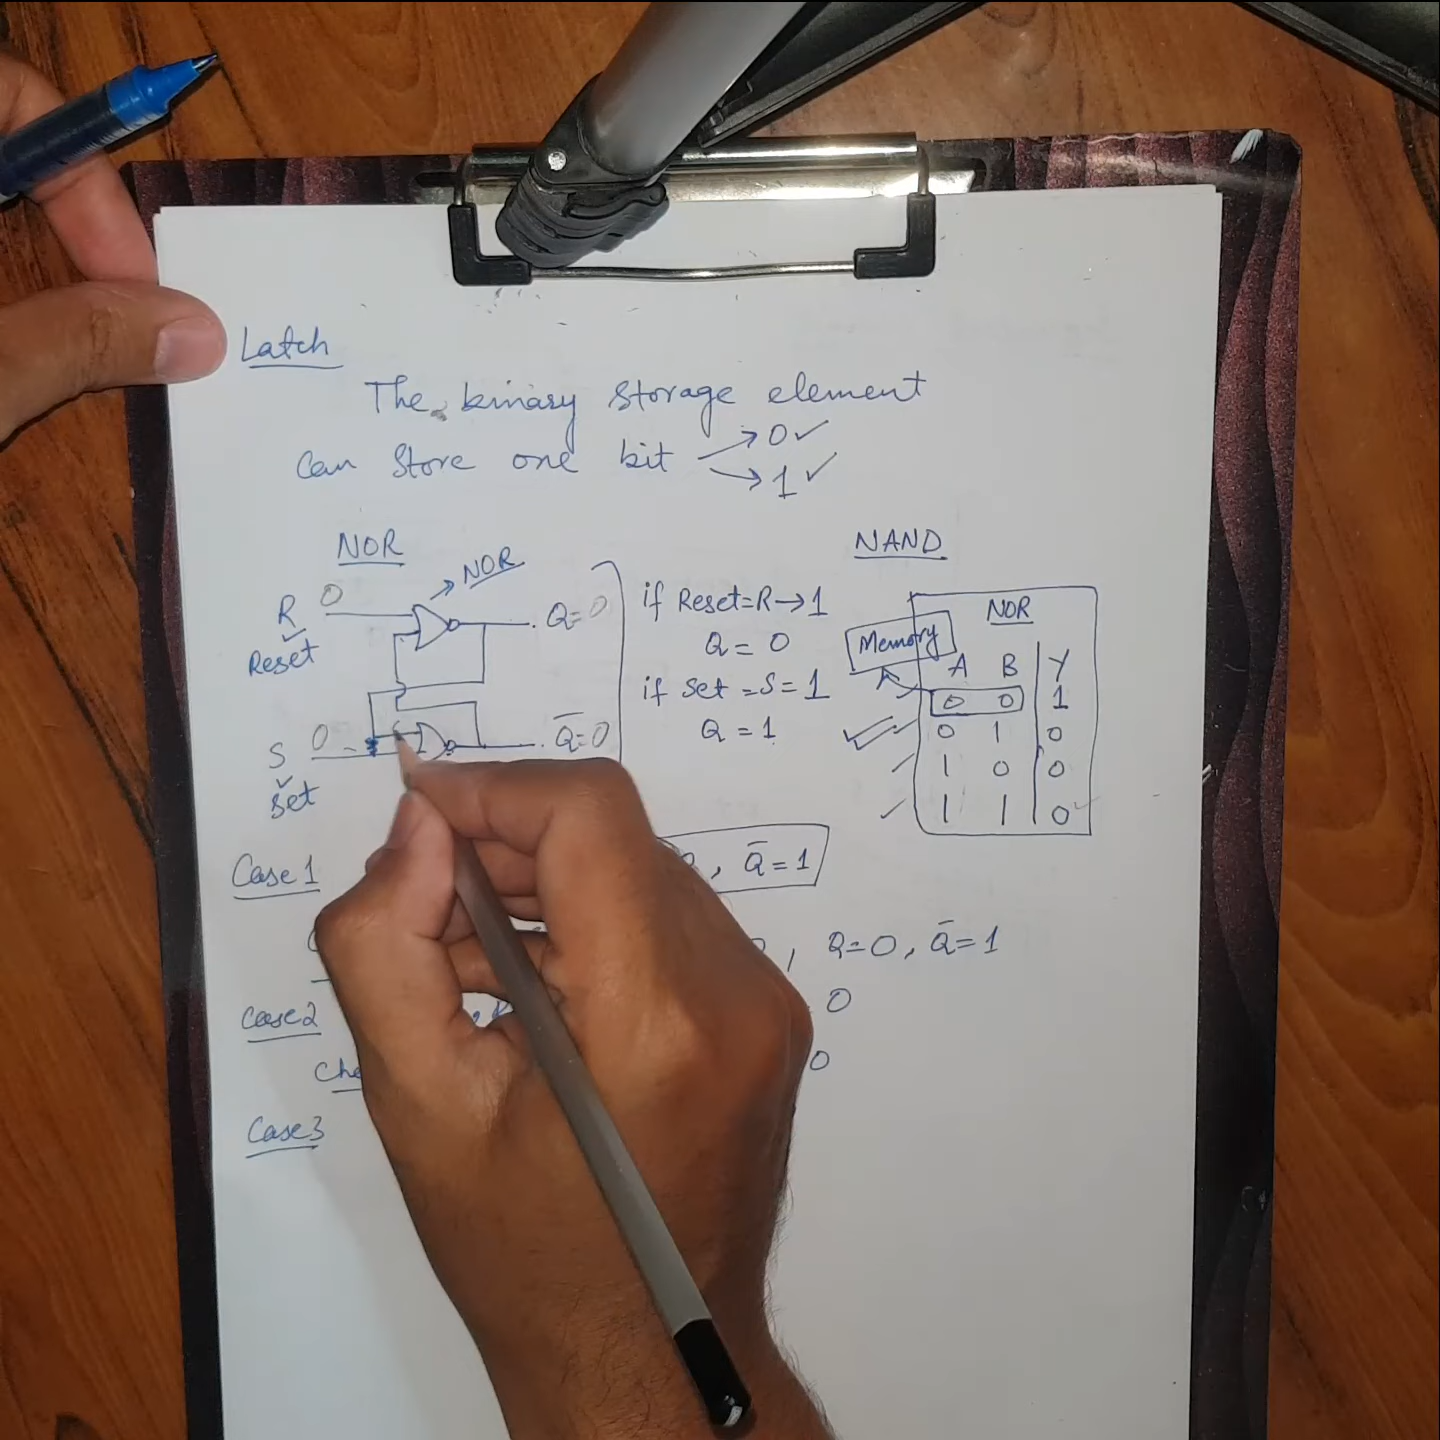 Latch
The binary storage element
can store one bit → 0 ✓
→ 1 ✓
NOR
→ NOR
R 0 Q=0
Reset
S 0 Q̅=0
set
if Reset=R→1
Q = 0
if set =S=1
Q = 1
NAND
Memory
NOR
A B Y
0 0 1
0 1 0
1 0 0
1 1 0
Case 1 , Q̅=1
, Q=0, Q̅=1
Case2 0
0
Case3